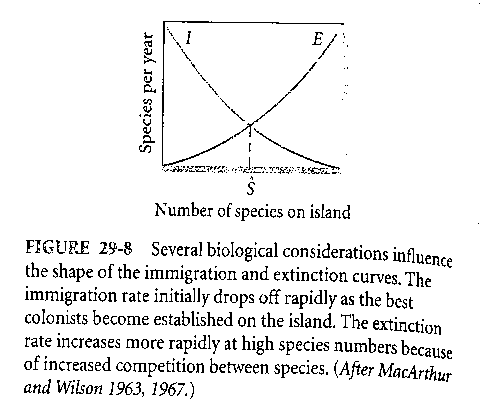 I E
Species per year
Ŝ
Number of species on island
FIGURE 29-8 Several biological considerations influence
the shape of the immigration and extinction curves. The
immigration rate initially drops off rapidly as the best
colonists become established on the island. The extinction
rate increases more rapidly at high species numbers because
of increased competition between species. (After MacArthur
and Wilson 1963, 1967.)